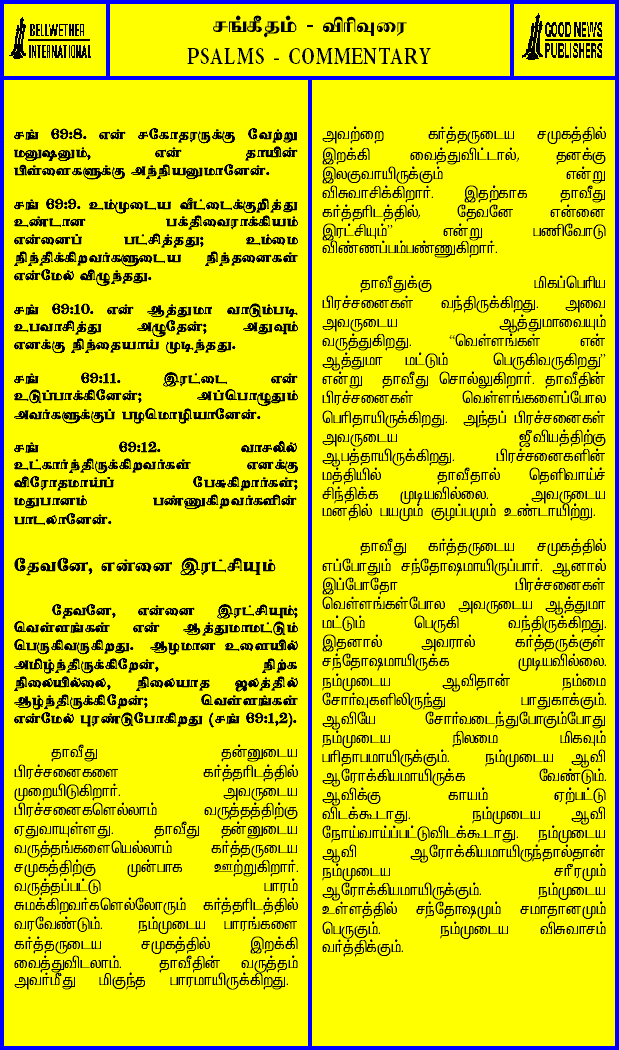 BELLWETHER
INTERNATIONAL
சங்கீதம் - விரிவுரை
PSALMS - COMMENTARY
GOOD NEWS
PUBLISHERS
சங் 69:8. என் சகோதரருக்கு வேற்று
மனுஷனும், என் தாயின்
பிள்ளைகளுக்கு அந்நியனுமானேன்.
சங் 69:9. உம்முடைய வீட்டைக்குறித்து
உண்டான பக்திவைராக்கியம்
என்னைப் பட்சித்தது; உம்மை
நிந்திக்கிறவர்களுடைய நிந்தனைகள்
என்மேல் விழுந்தது.
சங் 69:10. என் ஆத்துமா வாடும்படி
உபவாசித்து அழுதேன்; அதுவும்
எனக்கு நிந்தையாய் முடிந்தது.
சங் 69:11. இரட்டை என்
உடுப்பாக்கினேன்; அப்பொழுதும்
அவர்களுக்குப் பழமொழியானேன்.
சங் 69:12. வாசலில்
உட்கார்ந்திருக்கிறவர்கள் எனக்கு
விரோதமாய்ப் பேசுகிறார்கள்;
மதுபானம் பண்ணுகிறவர்களின்
பாடலானேன்.
தேவனே, என்னை இரட்சியும்
தேவனே, என்னை இரட்சியும்;
வெள்ளங்கள் என் ஆத்துமாமட்டும்
பெருகிவருகிறது. ஆழமான உளையில்
அமிழ்ந்திருக்கிறேன், நிற்க
நிலையில்லை, நிலையாத ஜலத்தில்
ஆழ்ந்திருக்கிறேன்; வெள்ளங்கள்
என்மேல் புரண்டுபோகிறது (சங் 69:1,2).
தாவீது தன்னுடைய
பிரச்சனைகளை கர்த்தரிடத்தில்
முறையிடுகிறார். அவருடைய
பிரச்சனைகளெல்லாம் வருத்தத்திற்கு
ஏதுவாயுள்ளது. தாவீது தன்னுடைய
வருத்தங்களையெல்லாம் கர்த்தருடைய
சமுகத்திற்கு முன்பாக ஊற்றுகிறார்.
வருத்தப்பட்டு பாரம்
சுமக்கிறவர்களெல்லோரும் கர்த்தரிடத்தில்
வரவேண்டும். நம்முடைய பாரங்களை
கர்த்தருடைய சமுகத்தில் இறக்கி
வைத்துவிடலாம். தாவீதின் வருத்தம்
அவர்மீது மிகுந்த பாரமாயிருக்கிறது.
அவற்றை கர்த்தருடைய சமுகத்தில்
இறக்கி வைத்துவிட்டால், தனக்கு
இலகுவாயிருக்கும் என்று
விசுவாசிக்கிறார். இதற்காக தாவீது
கர்த்தரிடத்தில், தேவனே என்னை
இரட்சியும்” என்று பணிவோடு
விண்ணப்பம்பண்ணுகிறார்.
தாவீதுக்கு மிகப்பெரிய
பிரச்சனைகள் வந்திருக்கிறது. அவை
அவருடைய ஆத்துமாவையும்
வருத்துகிறது. “வெள்ளங்கள் என்
ஆத்துமா மட்டும் பெருகிவருகிறது”
என்று தாவீது சொல்லுகிறார். தாவீதின்
பிரச்சனைகள் வெள்ளங்களைப்போல
பெரிதாயிருக்கிறது. அந்தப் பிரச்சனைகள்
அவருடைய ஜீவியத்திற்கு
ஆபத்தாயிருக்கிறது. பிரச்சனைகளின்
மத்தியில் தாவீதால் தெளிவாய்ச்
சிந்திக்க முடியவில்லை. அவருடைய
மனதில் பயமும் குழப்பமும் உண்டாயிற்று.
தாவீது கர்த்தருடைய சமுகத்தில்
எப்போதும் சந்தோஷமாயிருப்பார். ஆனால்
இப்போதோ பிரச்சனைகள்
வெள்ளங்கள்போல அவருடைய ஆத்துமா
மட்டும் பெருகி வந்திருக்கிறது.
இதனால் அவரால் கர்த்தருக்குள்
சந்தோஷமாயிருக்க முடியவில்லை.
நம்முடைய ஆவிதான் நம்மை
சோர்வுகளிலிருந்து பாதுகாக்கும்.
ஆவியே சோர்வடைந்துபோகும்போது
நம்முடைய நிலமை மிகவும்
பரிதாபமாயிருக்கும். நம்முடைய ஆவி
ஆரோக்கியமாயிருக்க வேண்டும்.
ஆவிக்கு காயம் ஏற்பட்டு
விடக்கூடாது. நம்முடைய ஆவி
நோய்வாய்ப்பட்டுவிடக்கூடாது. நம்முடைய
ஆவி ஆரோக்கியமாயிருந்தால்தான்
நம்முடைய சரீரமும்
ஆரோக்கியமாயிருக்கும். நம்முடைய
உள்ளத்தில் சந்தோஷமும் சமாதானமும்
பெருகும். நம்முடைய விசுவாசம்
வர்த்திக்கும்.